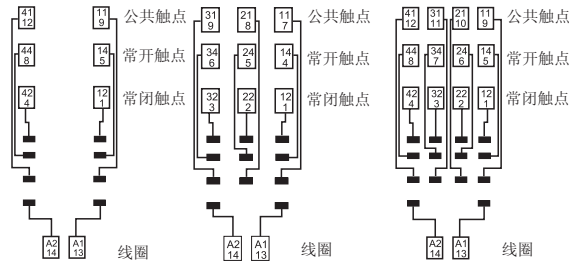 41 11 公共触点 31 21 11 公共触点 41 31 21 11 公共触点
12 9 9 8 7 12 11 10 9
44 14 常开触点 34 24 14 常开触点 44 34 24 14 常开触点
8 5 6 5 4 8 7 6 5
42 12 常闭触点 32 22 12 常闭触点 42 32 22 12 常闭触点
4 1 3 2 1 4 3 2 1
A2 A1 线圈 A2 A1 线圈 A2 A1 线圈
14 13 14 13 14 13